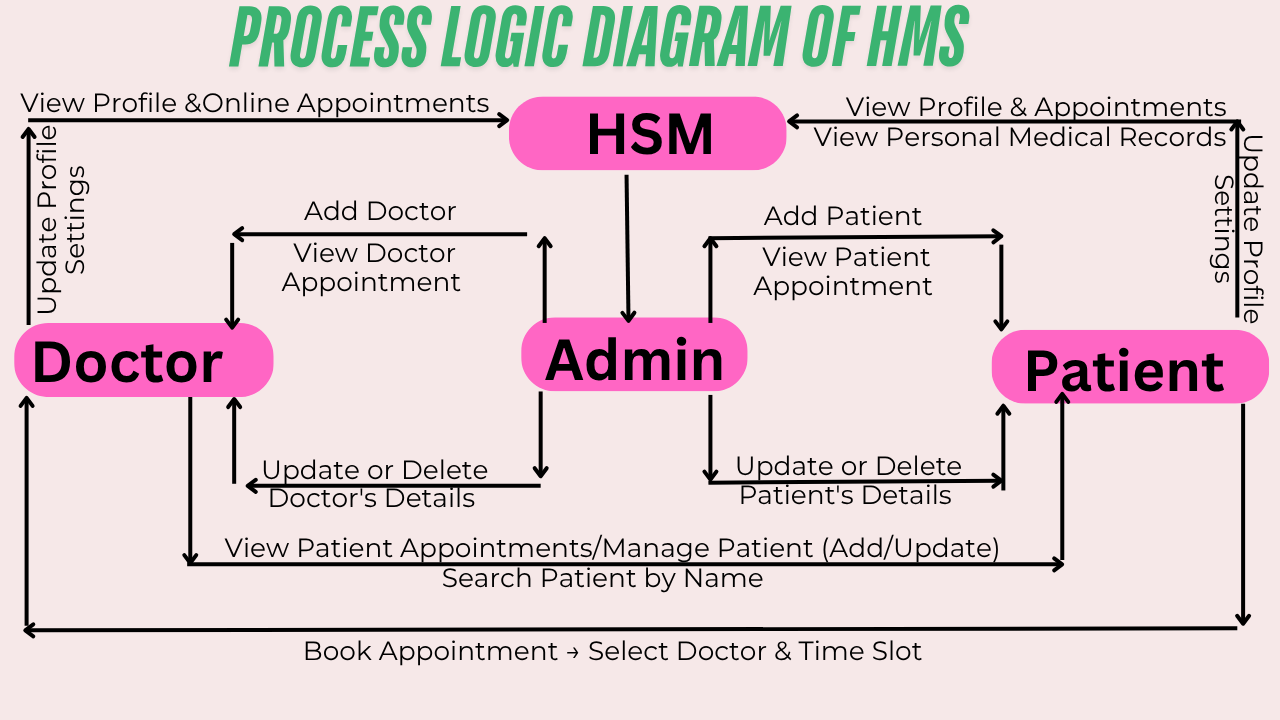 PROCESS LOGIC DIAGRAM OF HMS
View Profile &Online Appointments
HSM
View Profile & Appointments
View Personal Medical Records
Update Profile
Settings
Update Profile
Settings
Add Doctor
View Doctor
Appointment
Add Patient
View Patient
Appointment
Doctor
Admin
Patient
Update or Delete
Doctor's Details
Update or Delete
Patient's Details
View Patient Appointments/Manage Patient (Add/Update)
Search Patient by Name
Book Appointment → Select Doctor & Time Slot